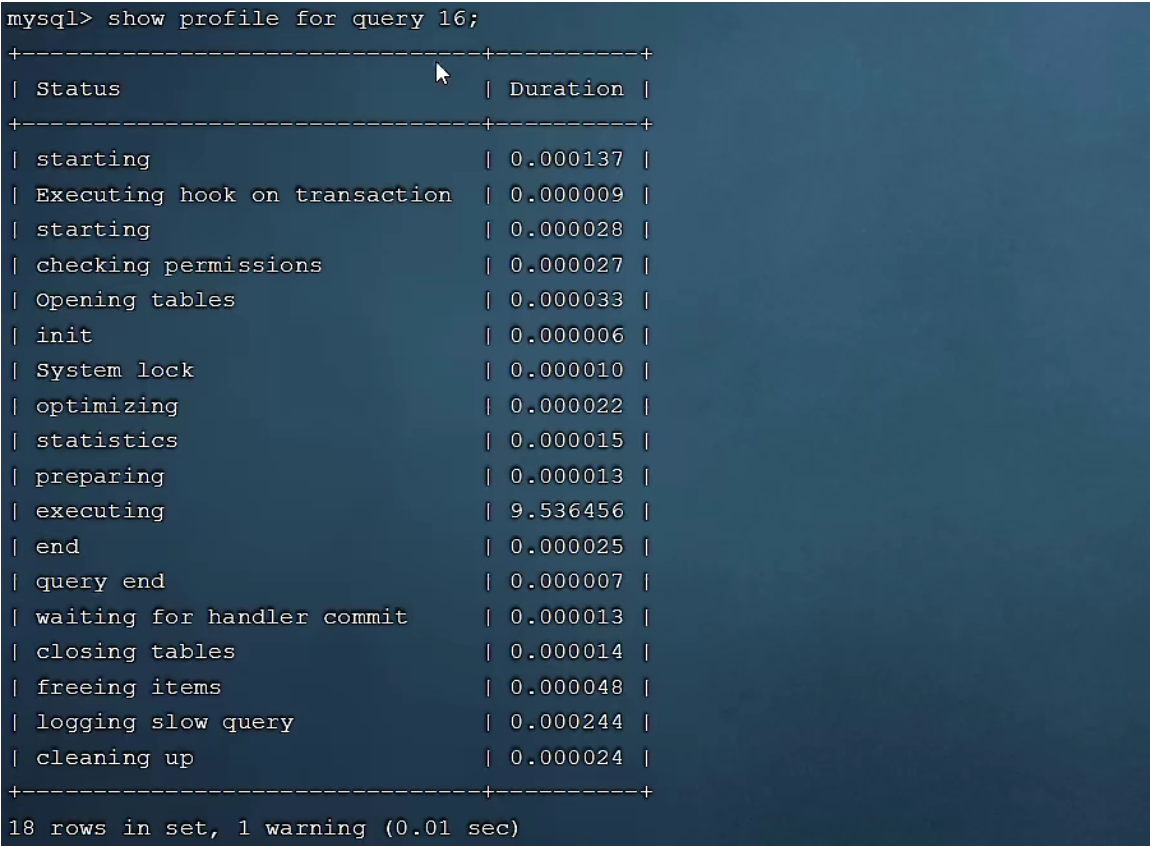 mysql> show profile for query 16;
+--------------------------------+----------+
| Status                         | Duration |
+--------------------------------+----------+
| starting                       | 0.000137 |
| Executing hook on transaction  | 0.000009 |
| starting                       | 0.000028 |
| checking permissions           | 0.000027 |
| Opening tables                 | 0.000033 |
| init                           | 0.000006 |
| System lock                    | 0.000010 |
| optimizing                     | 0.000022 |
| statistics                     | 0.000015 |
| preparing                      | 0.000013 |
| executing                      | 9.536456 |
| end                            | 0.000025 |
| query end                      | 0.000007 |
| waiting for handler commit     | 0.000013 |
| closing tables                 | 0.000014 |
| freeing items                  | 0.000048 |
| logging slow query             | 0.000244 |
| cleaning up                    | 0.000024 |
+--------------------------------+----------+
18 rows in set, 1 warning (0.01 sec)